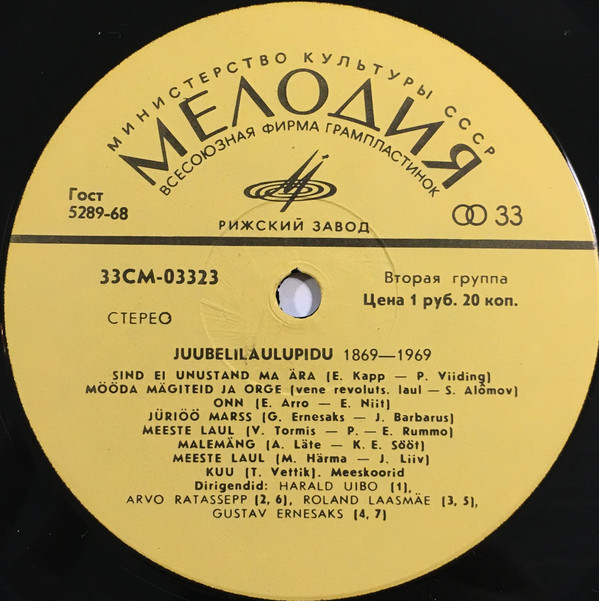 МИНИСТЕРСТВО КУЛЬТУРЫ СССР
МЕЛОДИЯ
ВСЕСОЮЗНАЯ ФИРМА ГРАМПЛАСТИНОК
Гост
5289-68
33
РИЖСКИЙ ЗАВОД
33СМ-03323
Вторая группа
Цена 1 руб. 20 коп.
СТЕРЕО
JUUBELILAULUPIDU 1869—1969
SIND EI UNUSTAND MA ÄRA (E. Kapp — P. Viiding)
MÖÖDA MÄGITEID JA ORGE (vene revoluts. laul — S. Alõmov)
ONN (E. Arro — E. Niit)
JÜRIÖÖ MARSS (G. Ernesaks — J. Barbarus)
MEESTE LAUL (V. Tormis — P. — E. Rummo)
MALEMÄNG (A. Läte — K. E. Sööt)
MEESTE LAUL (M. Härma — J. Liiv)
KUU (T. Vettik). Meeskoorid
Dirigendid: HARALD UIBO (1),
ARVO RATASSEPP (2, 6), ROLAND LAASMÄE (3, 5),
GUSTAV ERNESAKS (4, 7)